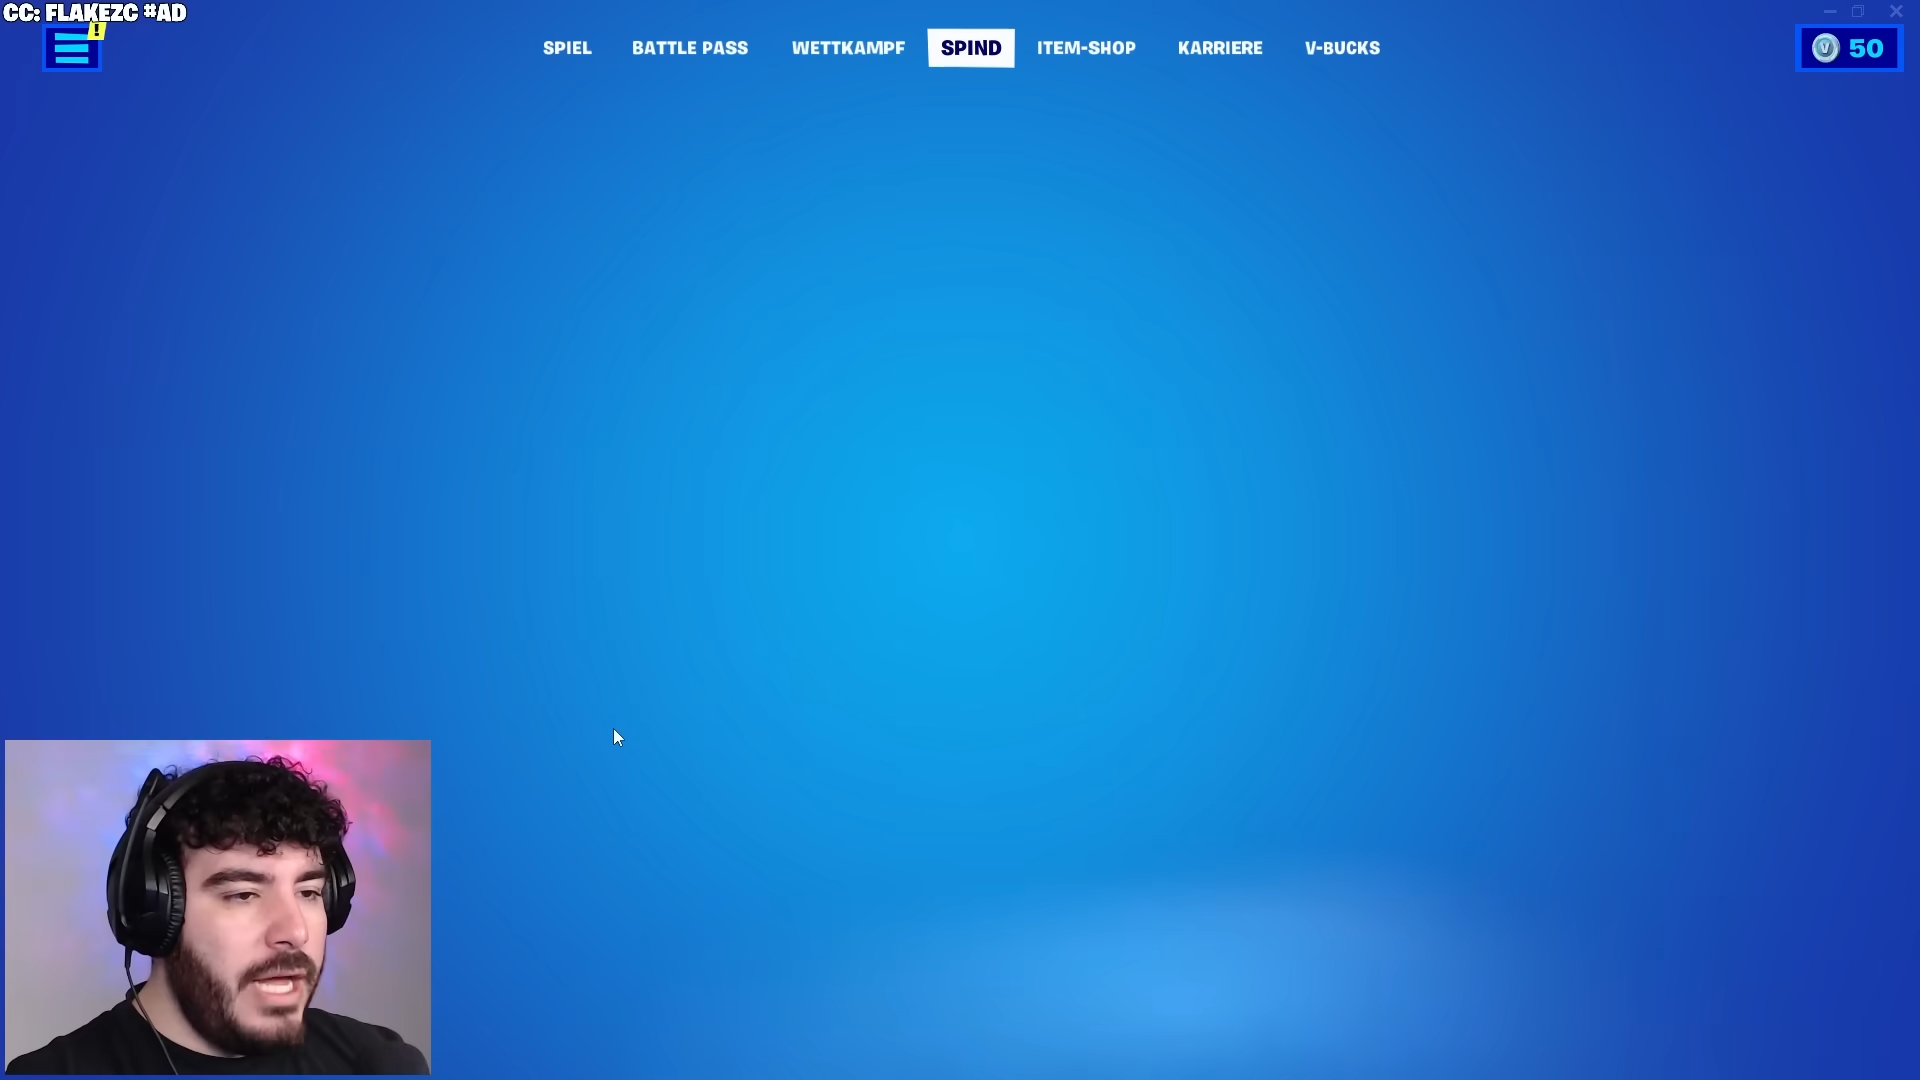 CC: FLAKEZC #AD
!
SPIEL BATTLE PASS WETTKAMPF SPIND ITEM-SHOP KARRIERE V-BUCKS
V 50